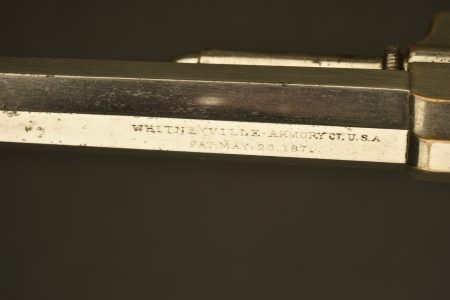 WHITNEYVILLE-ARMORY CT. U.S.A
PAT. MAY. 23. 187.